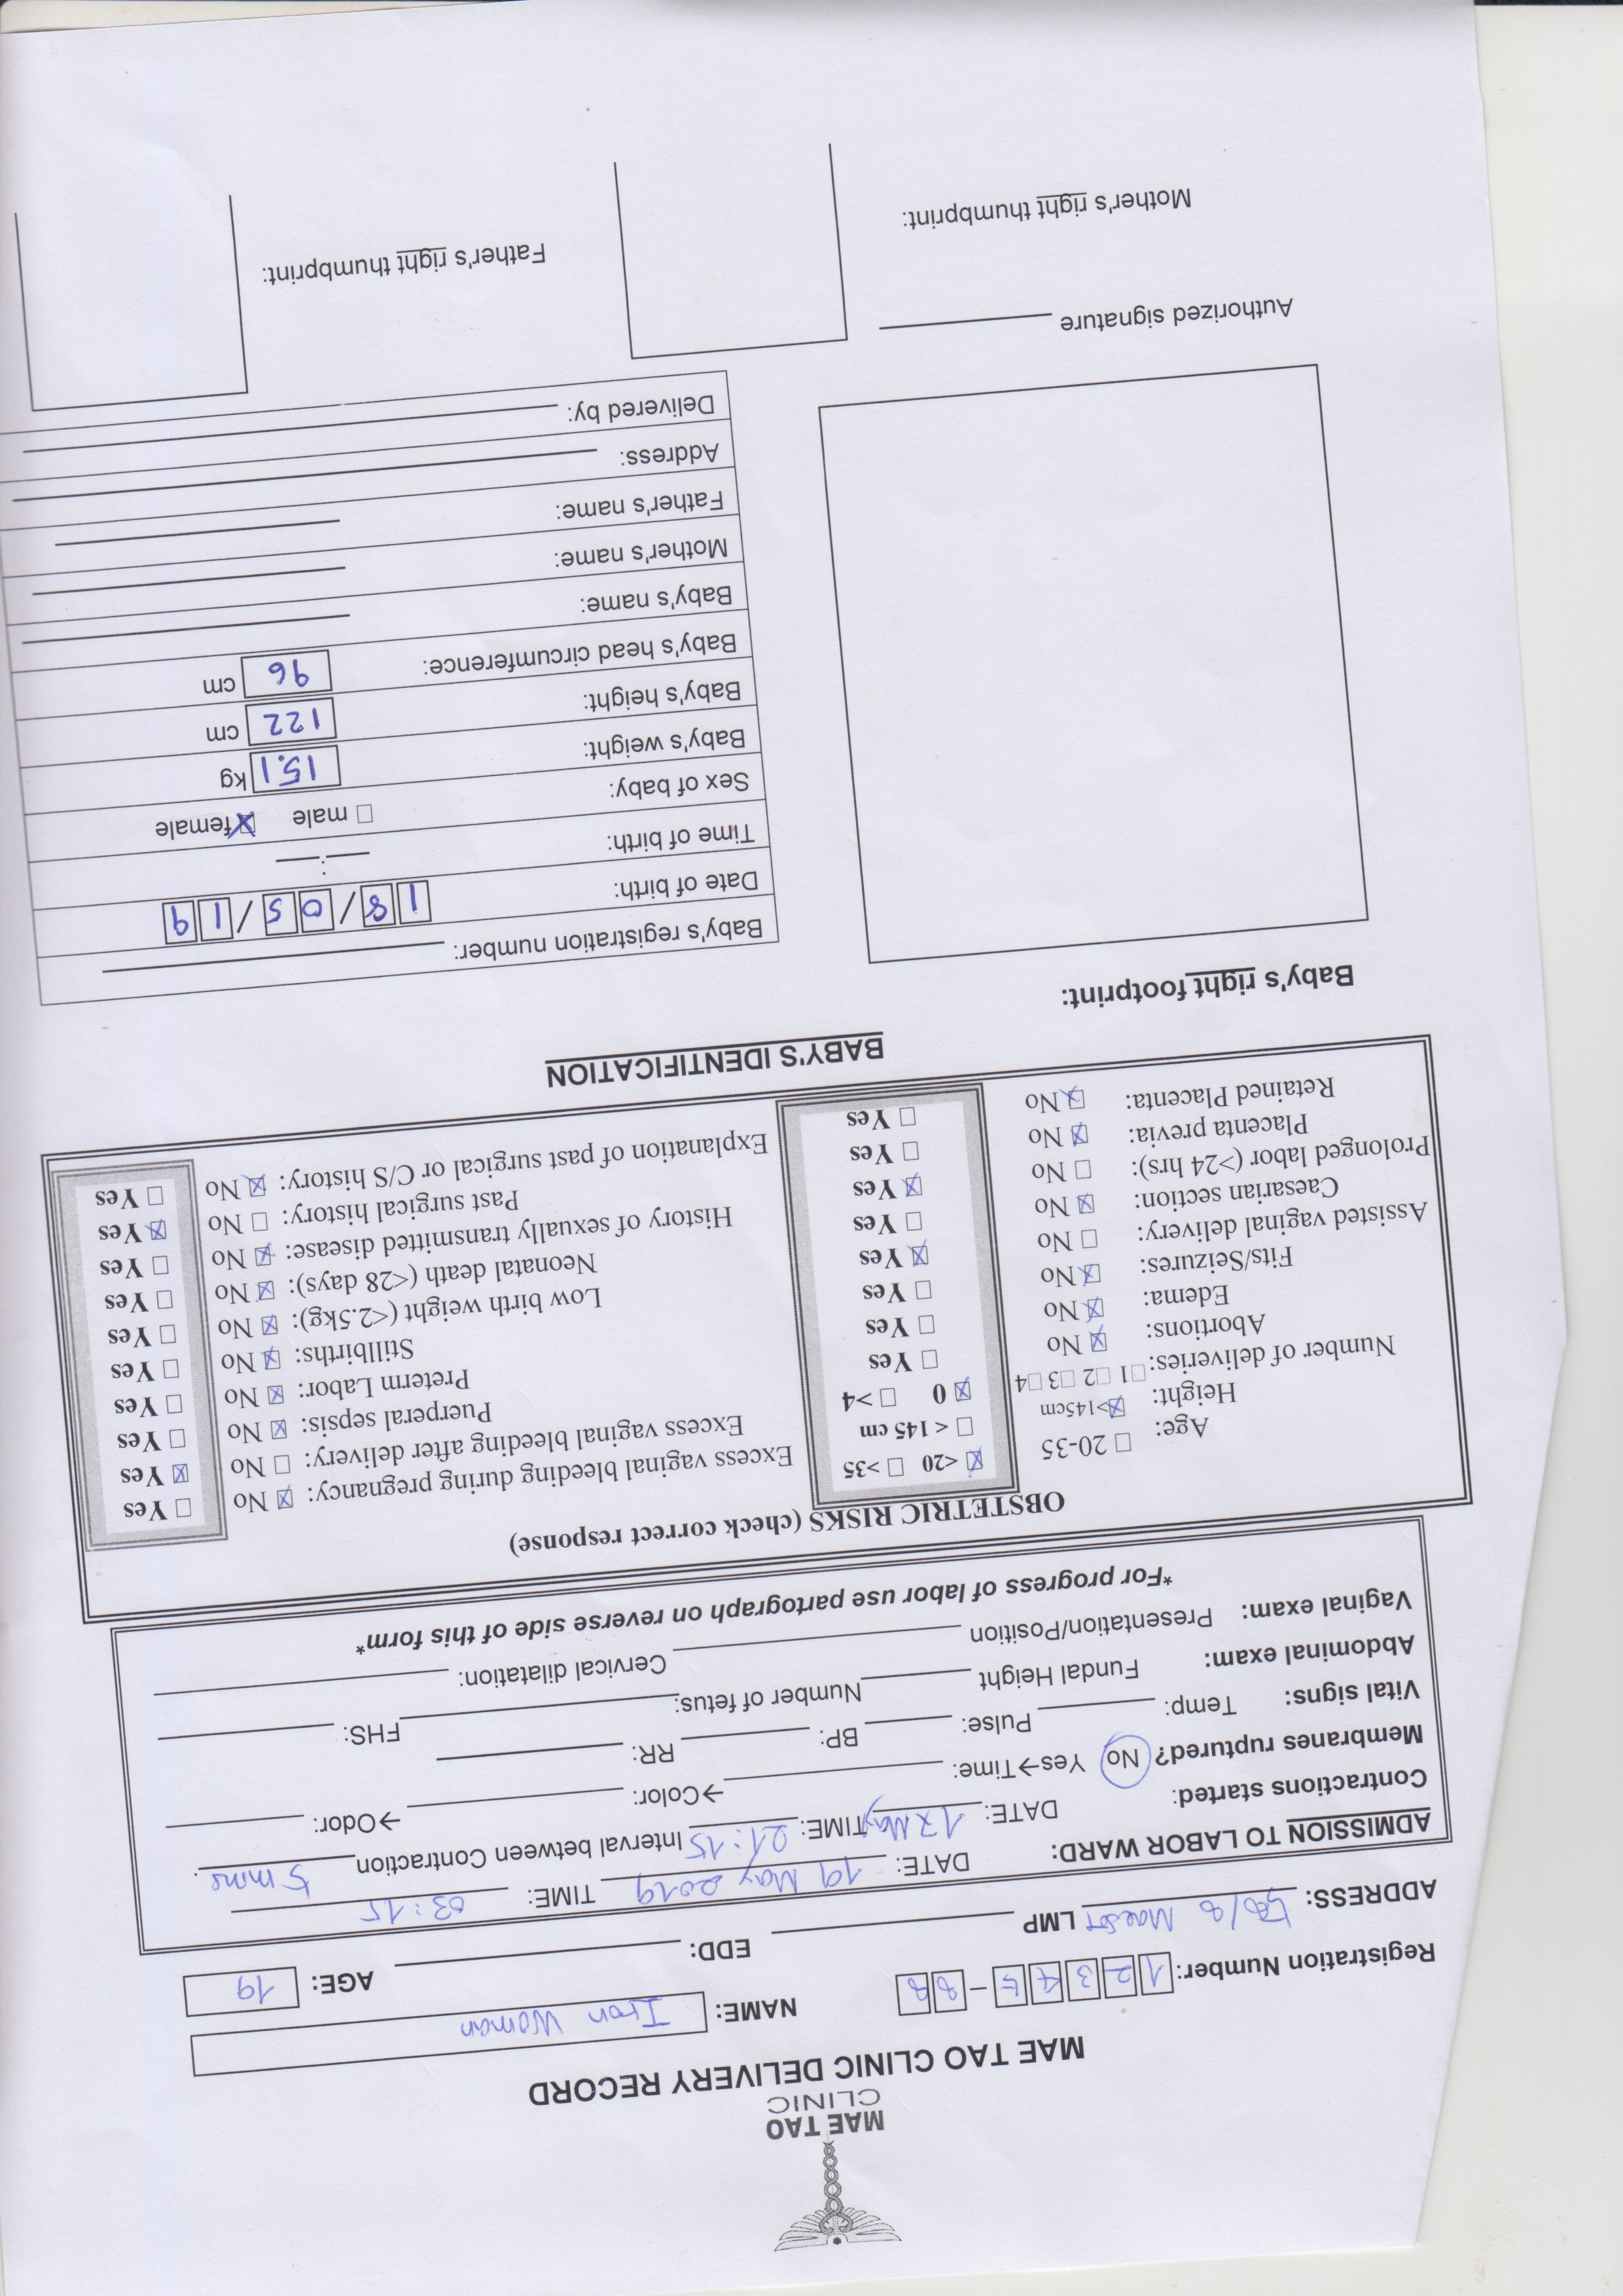 MAE TAO
CLINIC
MAE TAO CLINIC DELIVERY RECORD
Registration Number: 1 2 3 4 5 - 8 8 NAME: Iron Woman
ADDRESS: Maesot LMP EDD: AGE: 19
ADMISSION TO LABOR WARD: DATE: 19 May 2019 TIME: 03:15
Contractions started: DATE: 17 May TIME: 21:15 Interval between Contraction 5 mins.
Membranes ruptured? No Yes→Time: →Color: →Odor:
Vital signs: Temp: Pulse: BP: RR:
Abdominal exam: Fundal Height Number of fetus: FHS:
Vaginal exam: Presentation/Position Cervical dilatation:
*For progress of labor use partograph on reverse side of this form*
OBSTETRIC RISKS (check correct response)
Age: ☐ 20-35 ☒ <20 ☐ >35
Height: ☒ >145cm ☐ < 145 cm
Number of deliveries: ☐1 ☐2 ☐3 ☐4 ☒ 0 ☐ >4
Abortions: ☒ No ☐ Yes
Edema: ☒ No ☐ Yes
Fits/Seizures: ☒ No ☐ Yes
Assisted vaginal delivery: ☐ No ☒ Yes
Caesarian section: ☒ No ☐ Yes
Prolonged labor (>24 hrs): ☐ No ☒ Yes
Placenta previa: ☒ No ☐ Yes
Retained Placenta: ☒ No ☐ Yes
Excess vaginal bleeding during pregnancy: ☒ No ☐ Yes
Excess vaginal bleeding after delivery: ☐ No ☒ Yes
Puerperal sepsis: ☒ No ☐ Yes
Preterm Labor: ☒ No ☐ Yes
Stillbirths: ☒ No ☐ Yes
Low birth weight (<2.5kg): ☒ No ☐ Yes
Neonatal death (<28 days): ☒ No ☐ Yes
History of sexually transmitted disease: ☒ No ☐ Yes
Past surgical history: ☐ No ☒ Yes
Explanation of past surgical or C/S history: ☒ No ☐ Yes
BABY'S IDENTIFICATION
Baby's right footprint:
Baby's registration number:
Date of birth: 1 8 / 0 5 / 1 9
Time of birth: :
Sex of baby: ☐ male ☒ female
Baby's weight: 15.1 kg
Baby's height: 122 cm
Baby's head circumference: 96 cm
Baby's name:
Mother's name:
Father's name:
Address:
Delivered by:
Authorized signature
Mother's right thumbprint:
Father's right thumbprint: